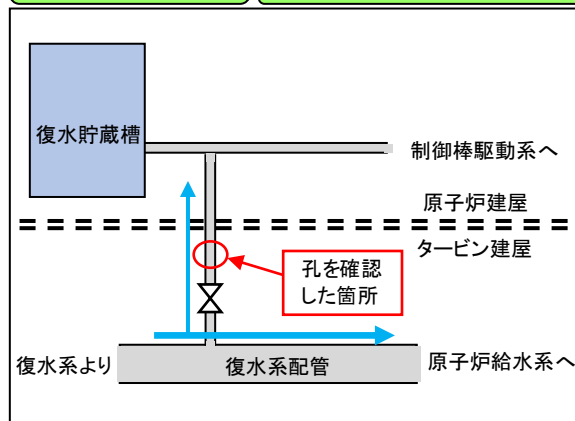 復水貯蔵槽
制御棒駆動系へ
原子炉建屋
タービン建屋
孔を確認
した箇所
復水系より
復水系配管
原子炉給水系へ